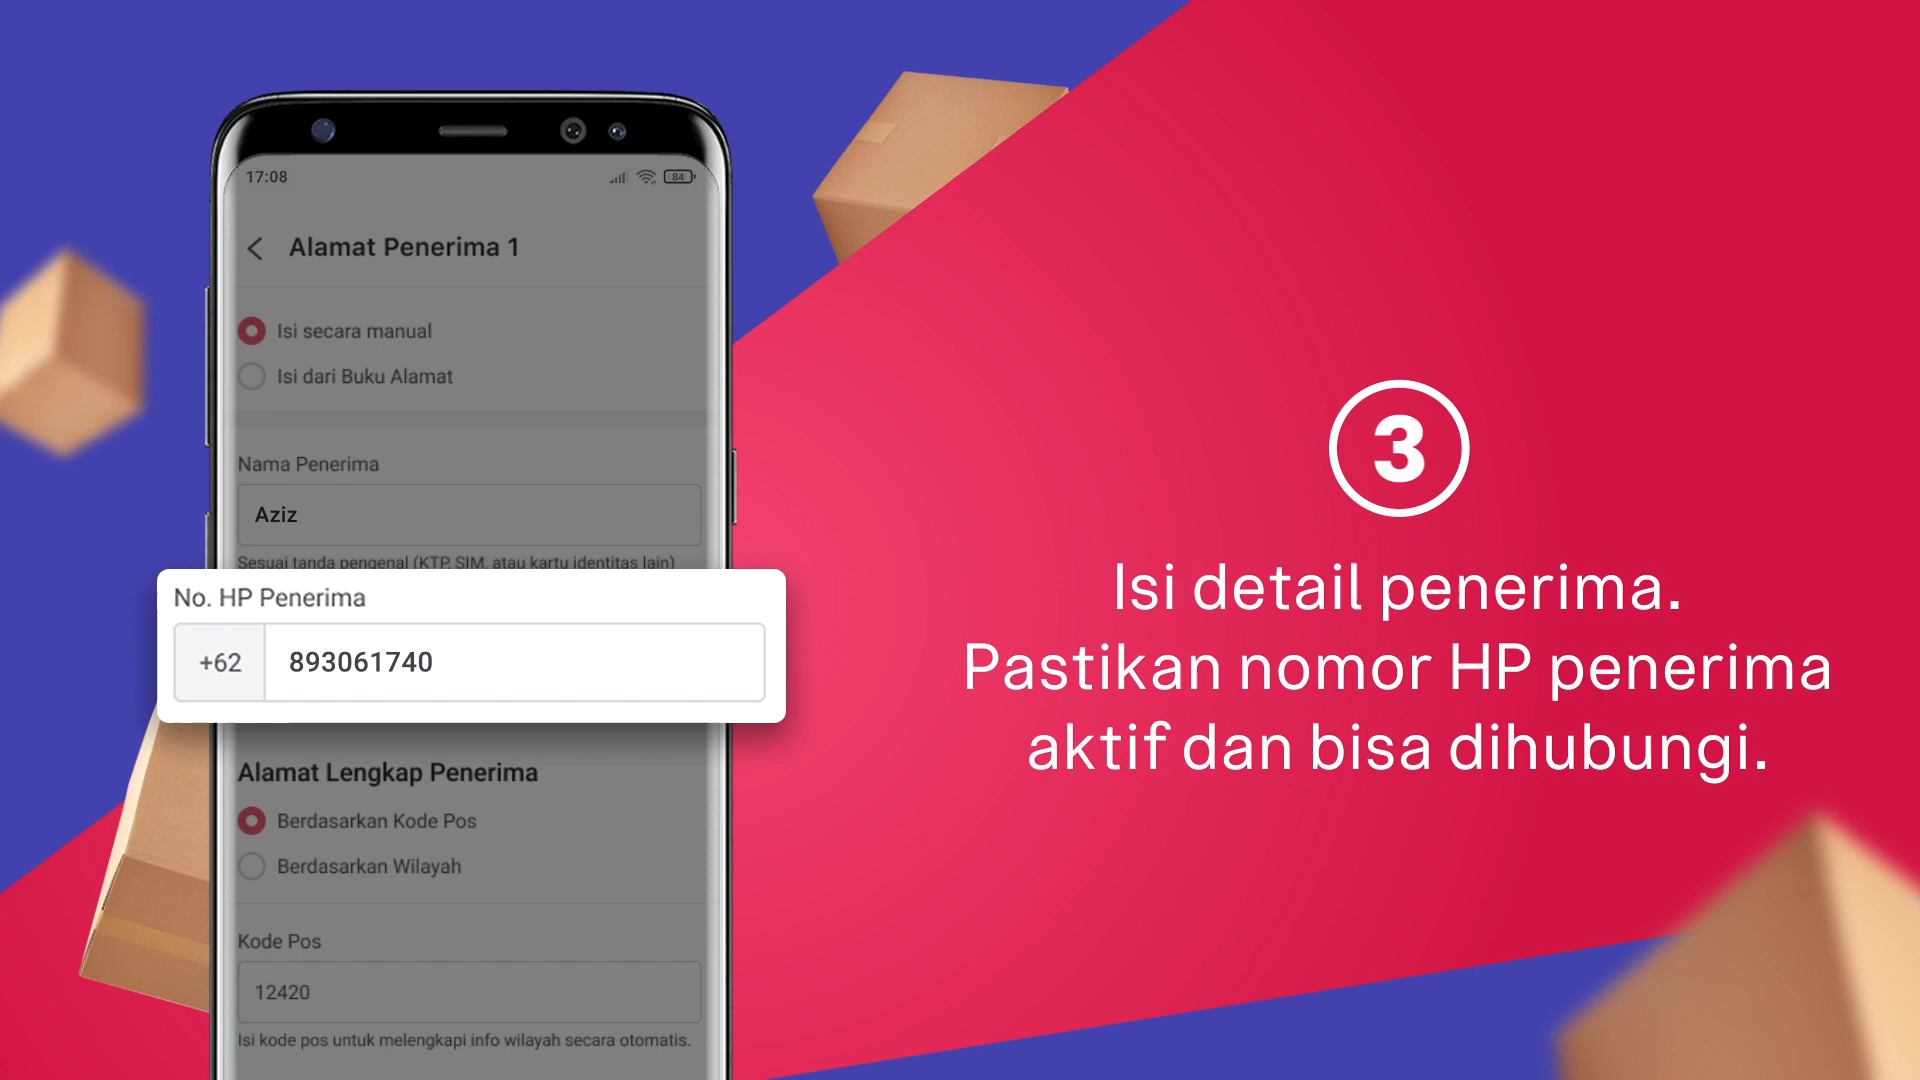 17:08
84
Alamat Penerima 1
Isi secara manual
Isi dari Buku Alamat
Nama Penerima
Aziz
Sesuai tanda pengenal (KTP, SIM, atau kartu identitas lain)
No. HP Penerima
+62 893061740
Alamat Lengkap Penerima
Berdasarkan Kode Pos
Berdasarkan Wilayah
Kode Pos
12420
Isi kode pos untuk melengkapi info wilayah secara otomatis.
3
Isi detail penerima.
Pastikan nomor HP penerima
aktif dan bisa dihubungi.